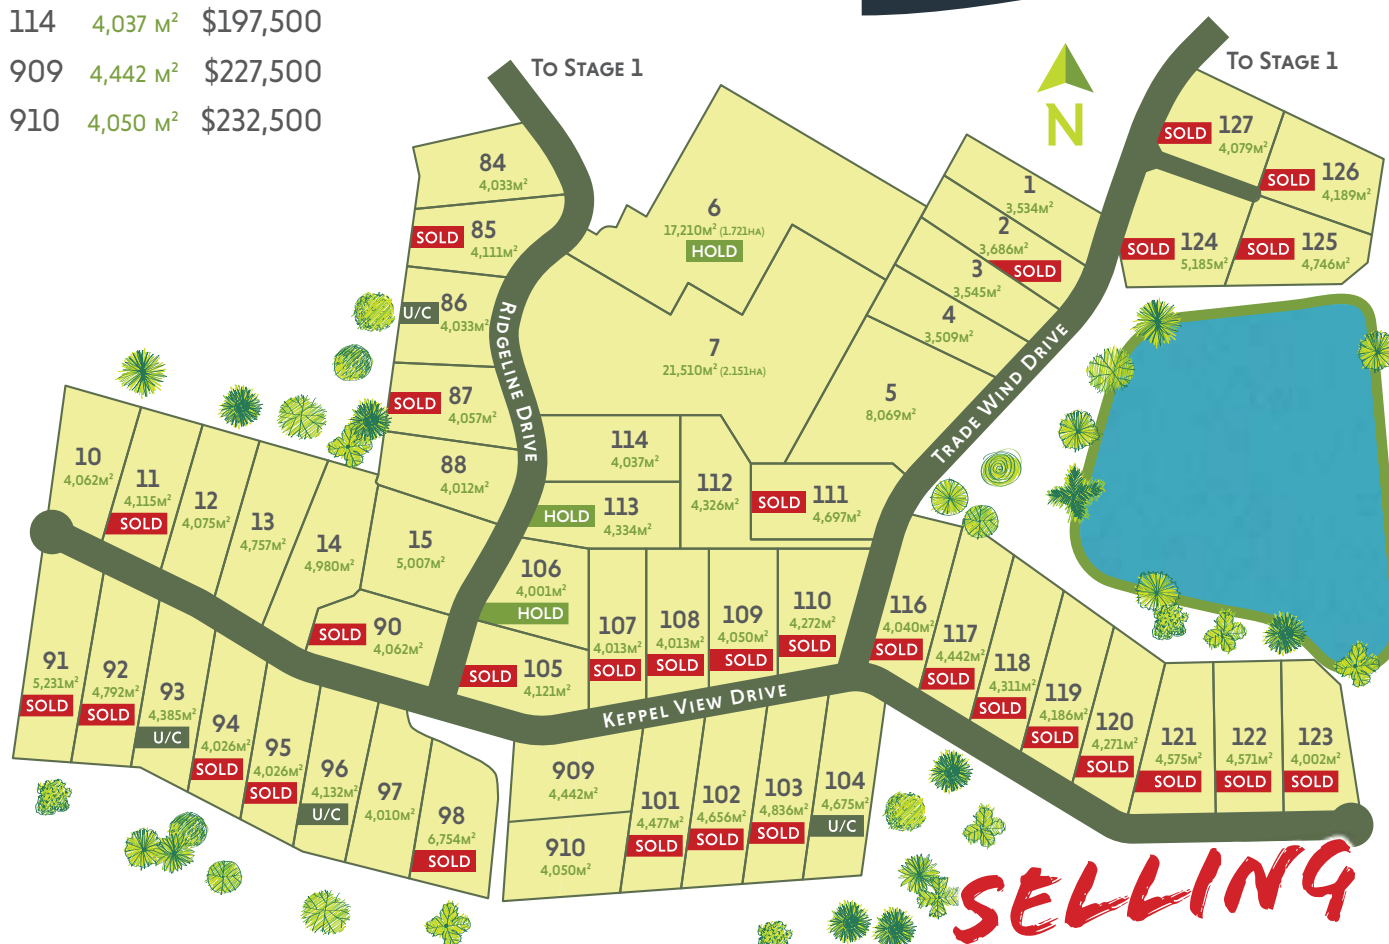 114 4,037 M² $197,500
909 4,442 M² $227,500
910 4,050 M² $232,500
TO STAGE 1
TO STAGE 1
N
84
4,033M²
SOLD 85
4,111M²
U/C 86
4,033M²
SOLD 87
4,057M²
88
4,012M²
RIDGELINE DRIVE
6
17,210M² (1.721HA)
HOLD
7
21,510M² (2.151HA)
1
3,534M²
2
3,686M²
SOLD
3
3,545M²
4
3,509M²
5
8,069M²
TRADE WIND DRIVE
SOLD 127
4,079M²
SOLD 126
4,189M²
SOLD 124
5,185M²
SOLD 125
4,746M²
10
4,062M²
11
4,115M²
SOLD
12
4,075M²
13
4,757M²
14
4,980M²
15
5,007M²
SOLD 90
4,062M²
114
4,037M²
HOLD 113
4,334M²
112
4,326M²
SOLD 111
4,697M²
106
4,001M²
HOLD
SOLD 105
4,121M²
107
4,013M²
SOLD
108
4,013M²
SOLD
109
4,050M²
SOLD
110
4,272M²
SOLD
KEPPEL VIEW DRIVE
116
4,040M²
SOLD
117
4,442M²
SOLD
118
4,311M²
SOLD
119
4,186M²
SOLD
120
4,271M²
SOLD
121
4,575M²
SOLD
122
4,571M²
SOLD
123
4,002M²
SOLD
91
5,231M²
SOLD
92
4,792M²
SOLD
93
4,385M²
U/C
94
4,026M²
SOLD
95
4,026M²
SOLD
96
4,132M²
U/C
97
4,010M²
98
6,754M²
SOLD
909
4,442M²
910
4,050M²
101
4,477M²
SOLD
102
4,656M²
SOLD
103
4,836M²
SOLD
104
4,675M²
U/C
SELLING